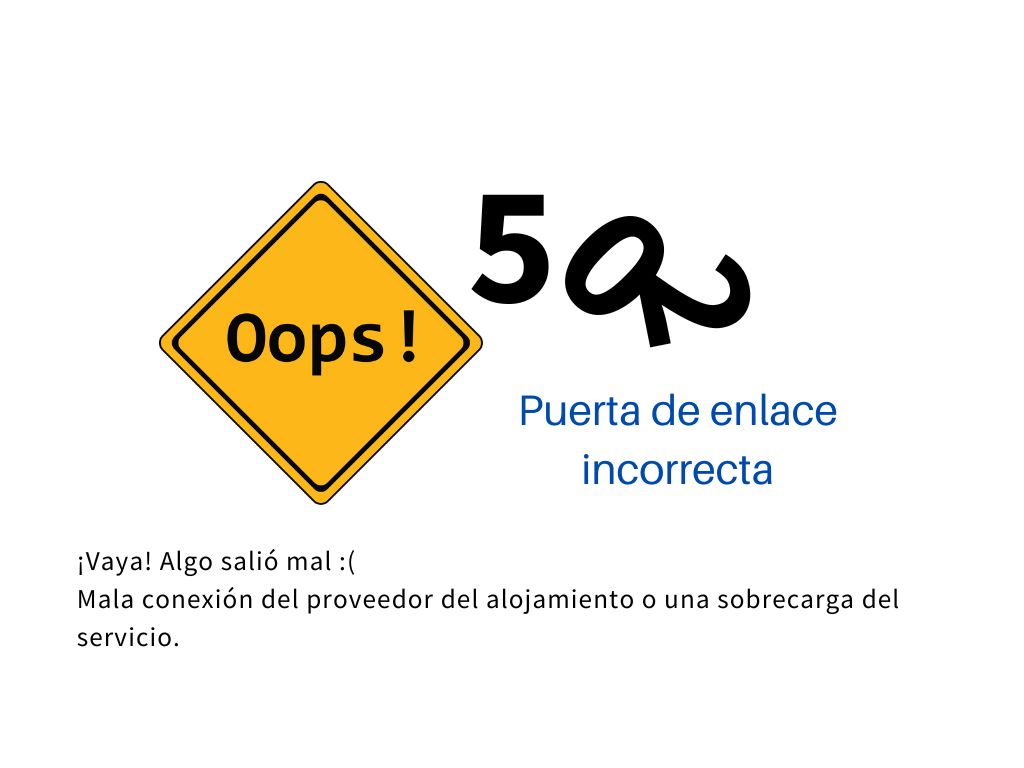 Oops!
502
Puerta de enlace
incorrecta
¡Vaya! Algo salió mal :(
Mala conexión del proveedor del alojamiento o una sobrecarga del
servicio.